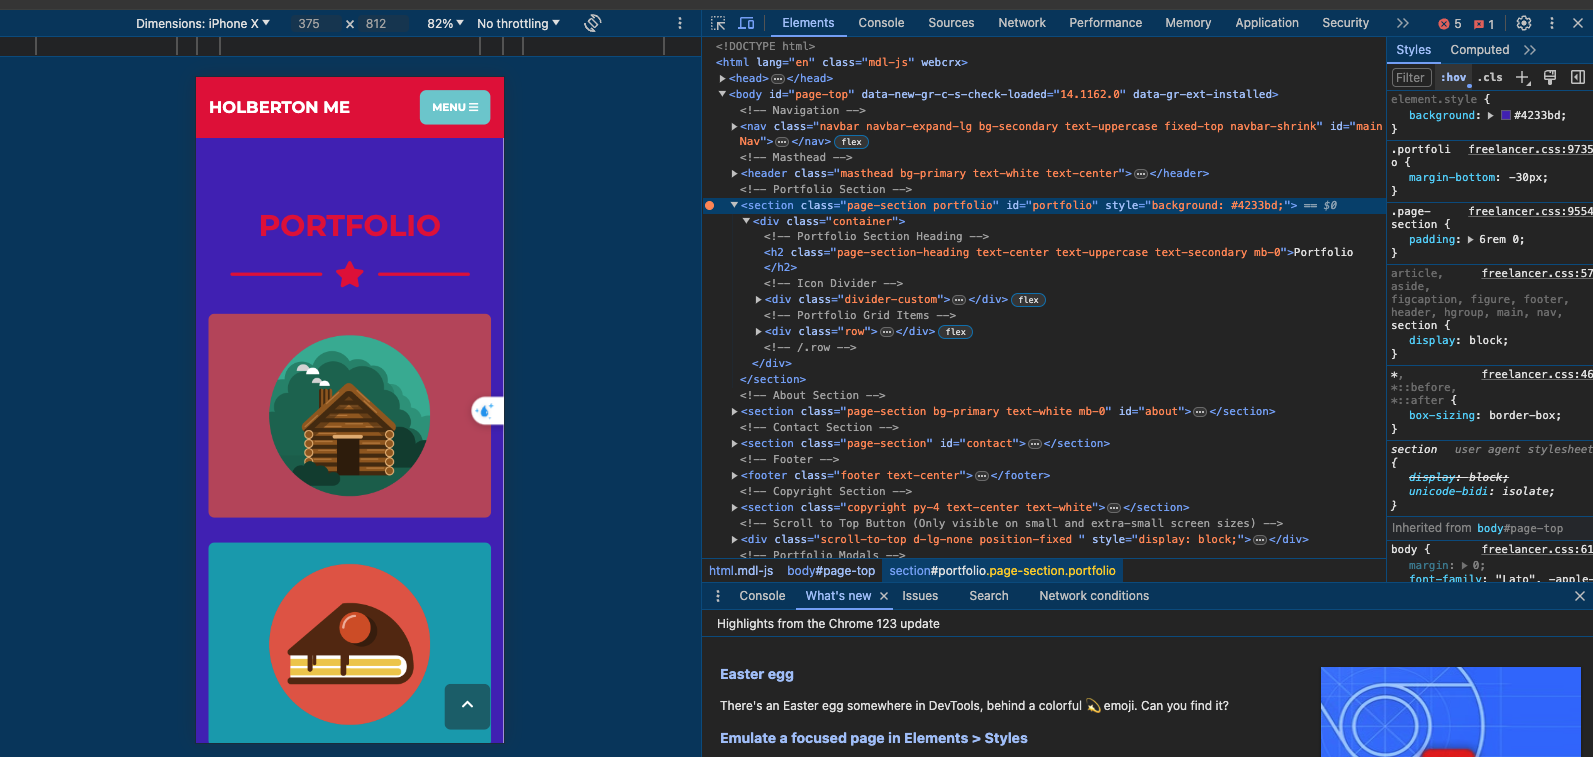 Dimensions: iPhone X ▼ 375 × 812 82% ▼ No throttling ▼
HOLBERTON ME
MENU
PORTFOLIO
Elements Console Sources Network Performance Memory Application Security 5 1
<!DOCTYPE html>
<html lang="en" class="mdl-js" webcrx>
<head>…</head>
<body id="page-top" data-new-gr-c-s-check-loaded="14.1162.0" data-gr-ext-installed>
<!-- Navigation -->
<nav class="navbar navbar-expand-lg bg-secondary text-uppercase fixed-top navbar-shrink" id="main
Nav">…</nav> flex
<!-- Masthead -->
<header class="masthead bg-primary text-white text-center">…</header>
<!-- Portfolio Section -->
<section class="page-section portfolio" id="portfolio" style="background: #4233bd;"> == $0
<div class="container">
<!-- Portfolio Section Heading -->
<h2 class="page-section-heading text-center text-uppercase text-secondary mb-0">Portfolio
</h2>
<!-- Icon Divider -->
<div class="divider-custom">…</div> flex
<!-- Portfolio Grid Items -->
<div class="row">…</div> flex
<!-- /.row -->
</div>
</section>
<!-- About Section -->
<section class="page-section bg-primary text-white mb-0" id="about">…</section>
<!-- Contact Section -->
<section class="page-section" id="contact">…</section>
<!-- Footer -->
<footer class="footer text-center">…</footer>
<!-- Copyright Section -->
<section class="copyright py-4 text-center text-white">…</section>
<!-- Scroll to Top Button (Only visible on small and extra-small screen sizes) -->
<div class="scroll-to-top d-lg-none position-fixed " style="display: block;">…</div>
<!-- Portfolio Modals -->
html.mdl-js body#page-top section#portfolio.page-section.portfolio
Styles Computed
Filter :hov .cls
element.style {
background: #4233bd;
}
.portfoli freelancer.css:9735
o {
margin-bottom: -30px;
}
.page- freelancer.css:9554
section {
padding: 6rem 0;
}
article, freelancer.css:57
aside,
figcaption, figure, footer,
header, hgroup, main, nav,
section {
display: block;
}
*, freelancer.css:46
*::before,
*::after {
box-sizing: border-box;
}
section user agent stylesheet
{
display: block;
unicode-bidi: isolate;
}
Inherited from body#page-top
body { freelancer.css:61
margin: 0;
font-family: "Lato", -apple-
Console What's new Issues Search Network conditions
Highlights from the Chrome 123 update
Easter egg
There's an Easter egg somewhere in DevTools, behind a colorful 💫 emoji. Can you find it?
Emulate a focused page in Elements > Styles